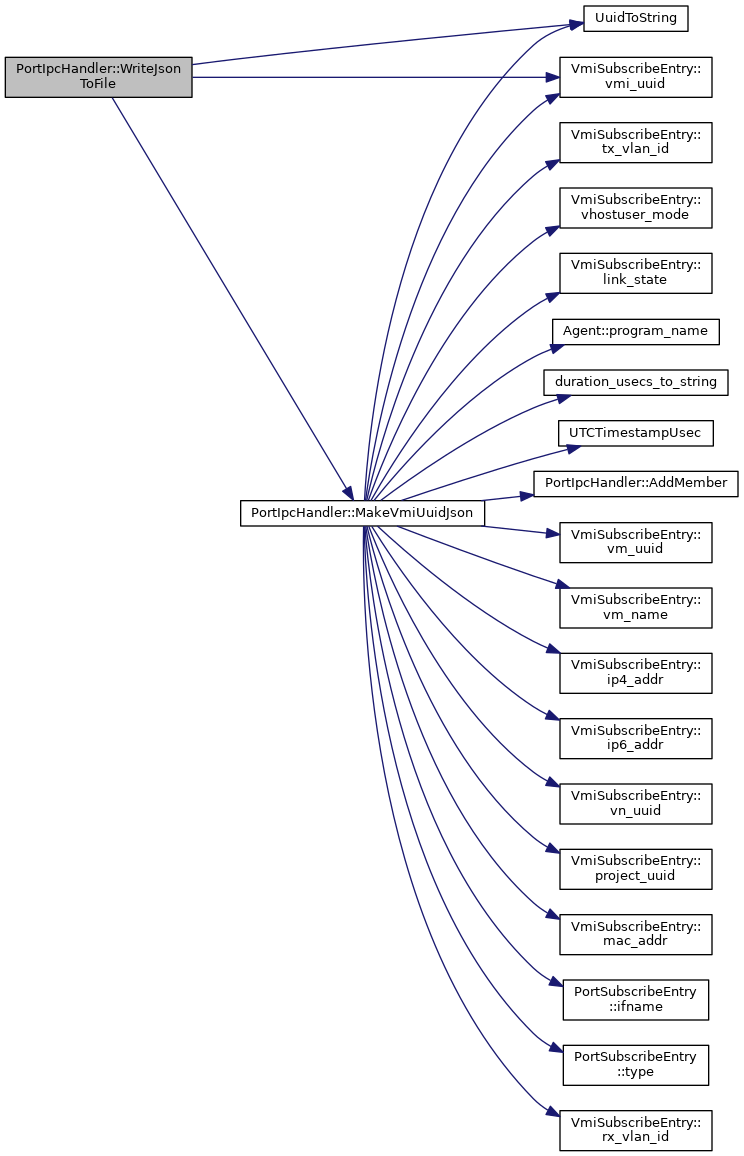 UuidToString
PortIpcHandler::WriteJson
ToFile
VmiSubscribeEntry::
vmi_uuid
VmiSubscribeEntry::
tx_vlan_id
VmiSubscribeEntry::
vhostuser_mode
VmiSubscribeEntry::
link_state
Agent::program_name
duration_usecs_to_string
UTCTimestampUsec
PortIpcHandler::AddMember
PortIpcHandler::MakeVmiUuidJson
VmiSubscribeEntry::
vm_uuid
VmiSubscribeEntry::
vm_name
VmiSubscribeEntry::
ip4_addr
VmiSubscribeEntry::
ip6_addr
VmiSubscribeEntry::
vn_uuid
VmiSubscribeEntry::
project_uuid
VmiSubscribeEntry::
mac_addr
PortSubscribeEntry
::ifname
PortSubscribeEntry
::type
VmiSubscribeEntry::
rx_vlan_id